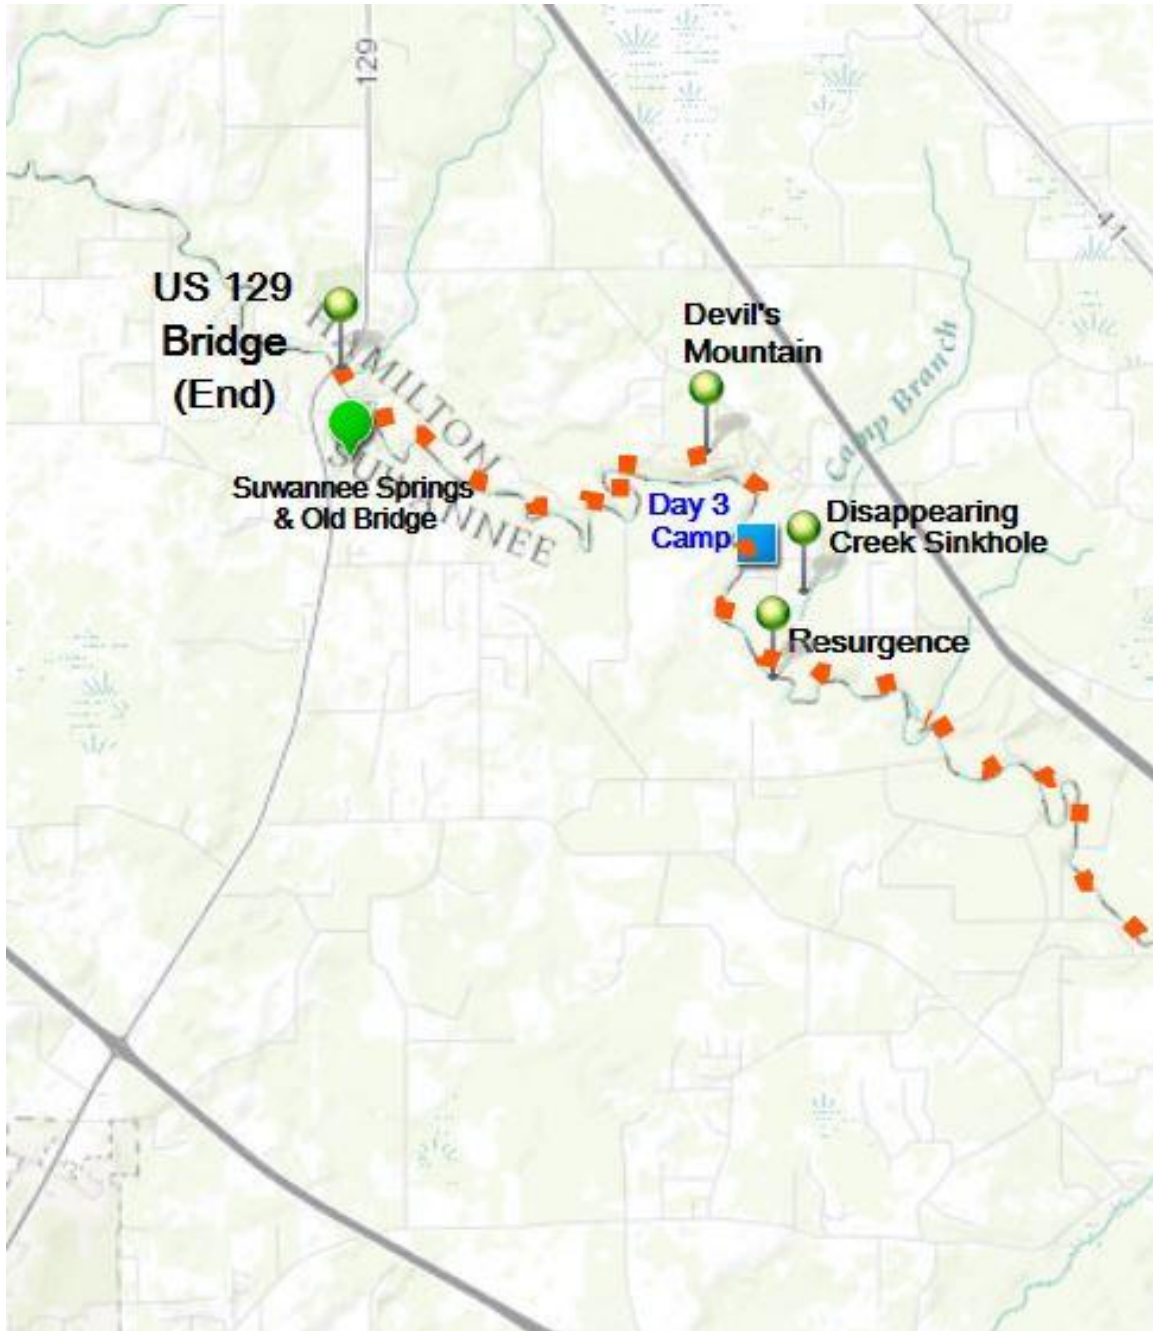 129
41
US 129
Bridge
(End)
HAMILTON
Devil's
Mountain
Camp Branch
SUWANNEE
Suwannee Springs
& Old Bridge
Day 3
Camp
Disappearing
Creek Sinkhole
Resurgence